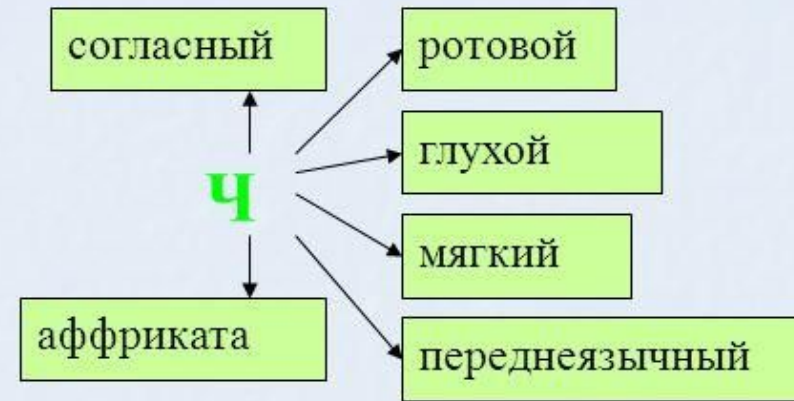 согласный
ротовой
глухой
Ч
мягкий
аффриката
переднеязычный